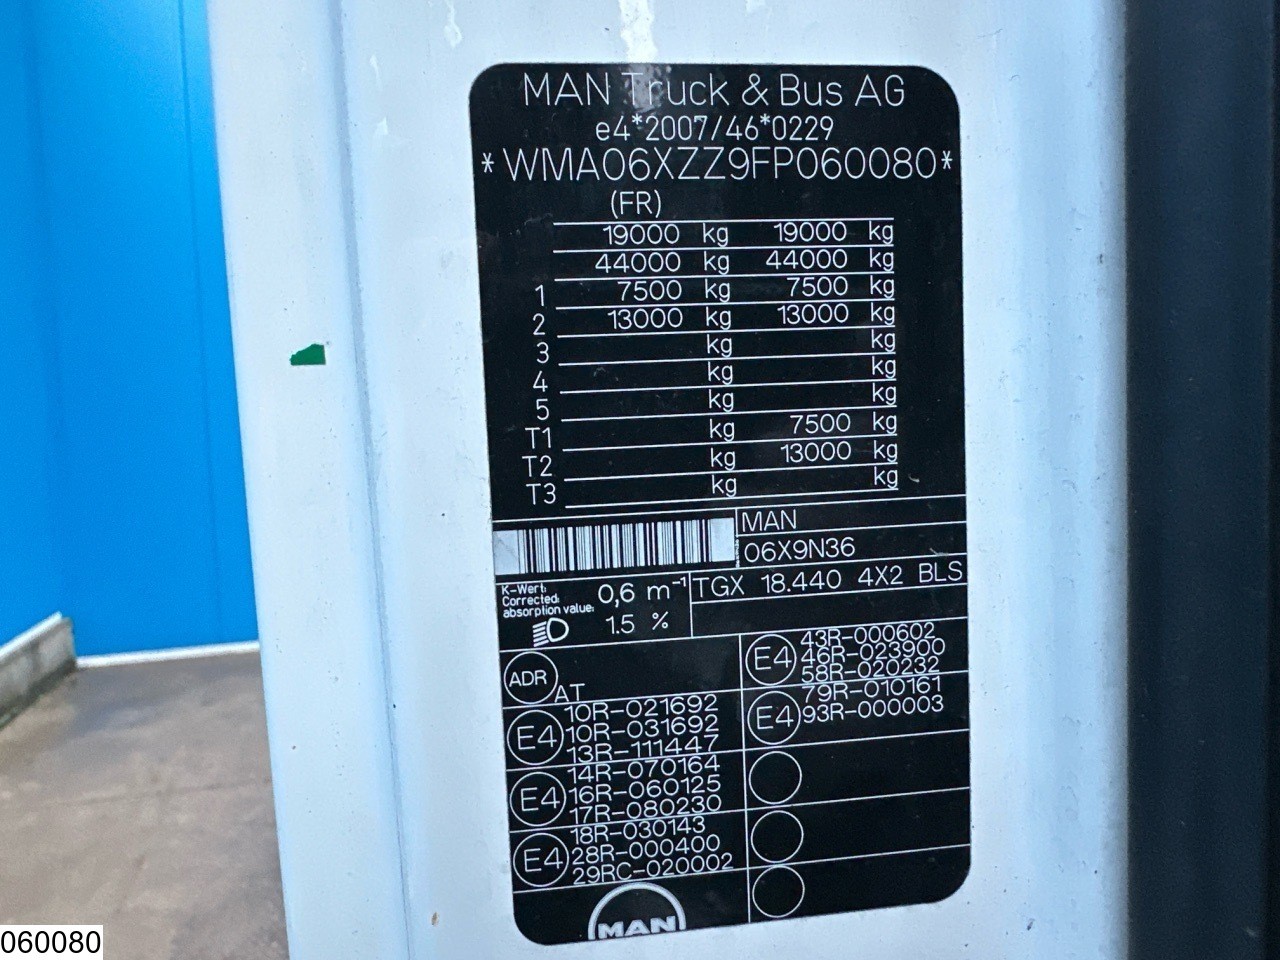 MAN Truck & Bus AG
e4*2007/46*0229
*WMA06XZZ9FP060080*
(FR)
19000 kg 19000 kg
44000 kg 44000 kg
1 7500 kg 7500 kg
2 13000 kg 13000 kg
3 kg kg
4 kg kg
5 kg kg
T1 kg 7500 kg
T2 kg 13000 kg
T3 kg kg
MAN
06X9N36
K-Wert:
Corrected:
absorption value:
0,6 m⁻¹
1.5 %
TGX 18.440 4X2 BLS
ADR
AT
E4
10R-021692
10R-031692
13R-111447
E4
14R-070164
16R-060125
17R-080230
E4
18R-030143
28R-000400
29RC-020002
E4
43R-000602
46R-023900
58R-020232
E4
79R-010161
93R-000003
MAN
060080